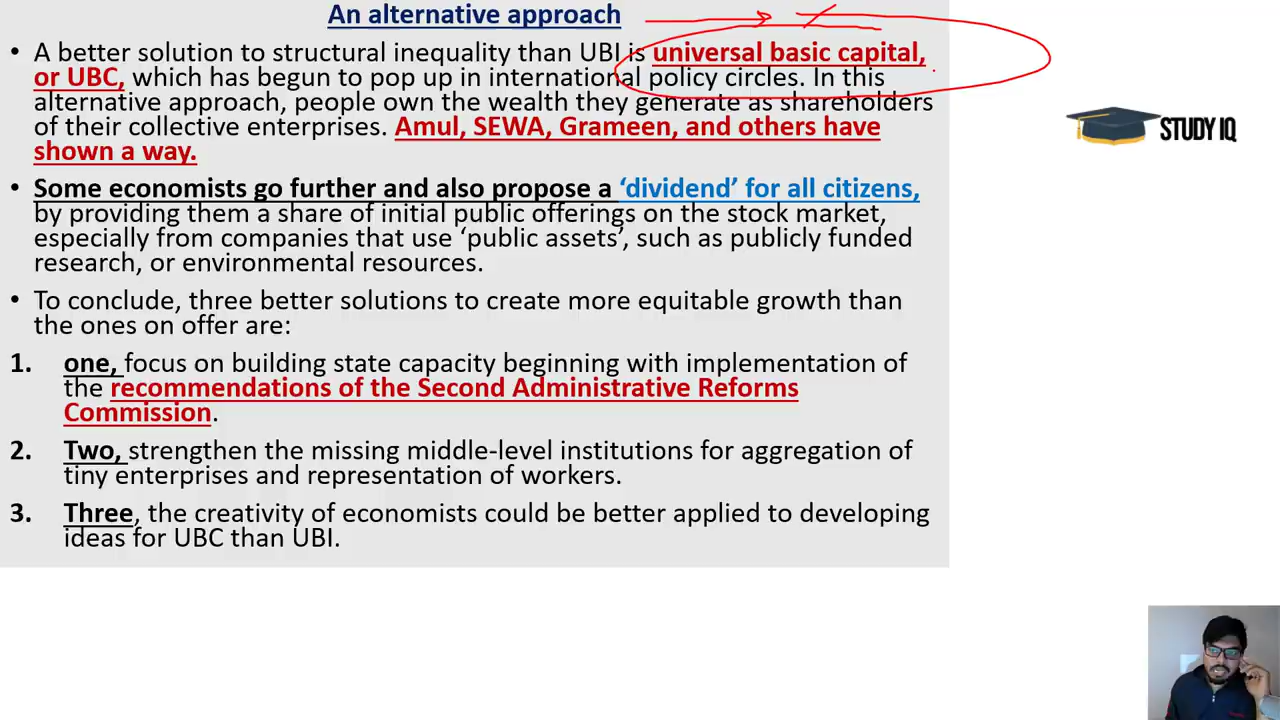 An alternative approach
• A better solution to structural inequality than UBI is universal basic capital,
or UBC, which has begun to pop up in international policy circles. In this
alternative approach, people own the wealth they generate as shareholders
of their collective enterprises. Amul, SEWA, Grameen, and others have
shown a way.
• Some economists go further and also propose a ‘dividend’ for all citizens,
by providing them a share of initial public offerings on the stock market,
especially from companies that use ‘public assets’, such as publicly funded
research, or environmental resources.
• To conclude, three better solutions to create more equitable growth than
the ones on offer are:
1. one, focus on building state capacity beginning with implementation of
the recommendations of the Second Administrative Reforms
Commission.
2. Two, strengthen the missing middle-level institutions for aggregation of
tiny enterprises and representation of workers.
3. Three, the creativity of economists could be better applied to developing
ideas for UBC than UBI.
STUDY IQ